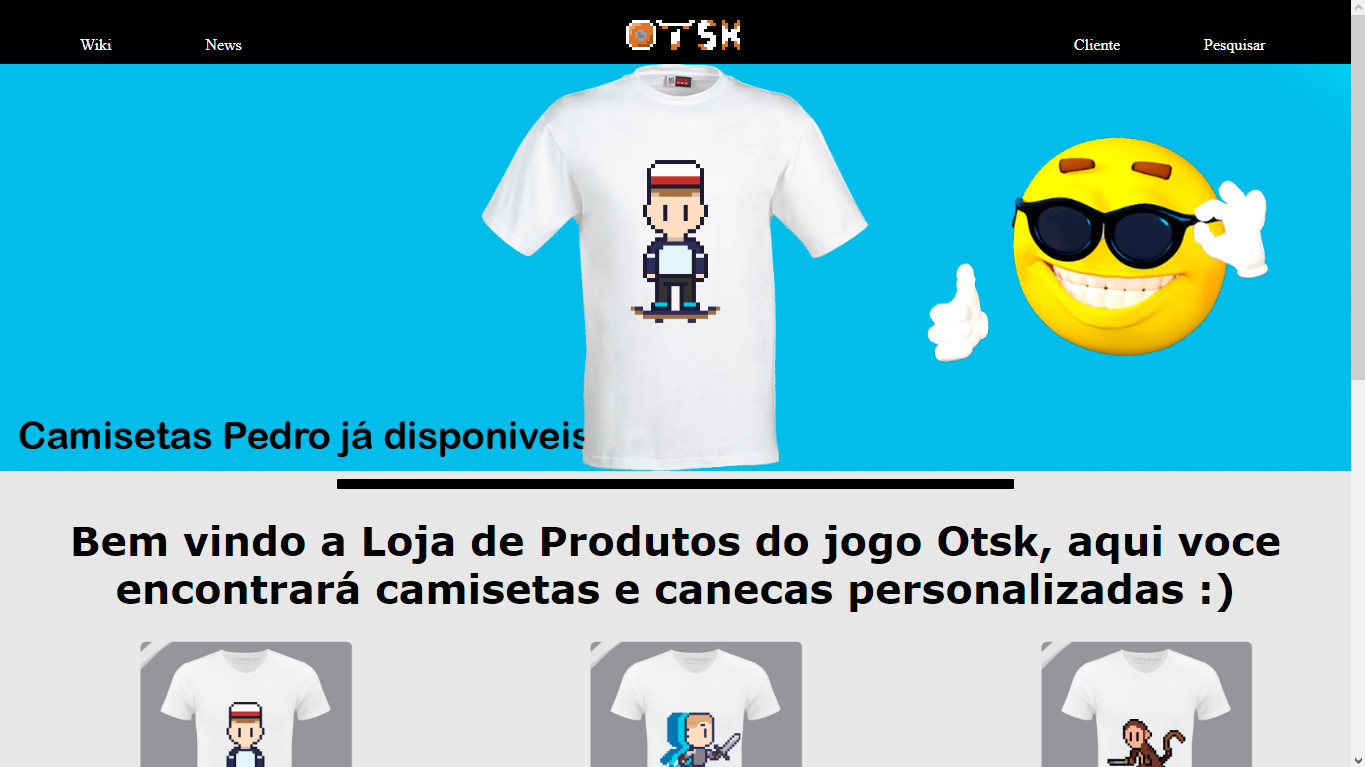 Wiki News OTSK Cliente Pesquisar
Camisetas Pedro já disponiveis
Bem vindo a Loja de Produtos do jogo Otsk, aqui voce
encontrará camisetas e canecas personalizadas :)